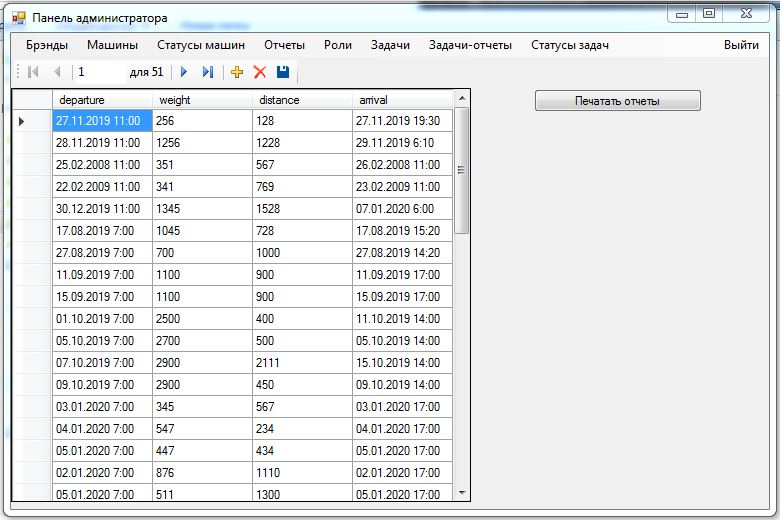 Панель администратора
Брэнды Машины Статусы машин Отчеты Роли Задачи Задачи-отчеты Статусы задач Выйти
1 для 51
Печатать отчеты
departure weight distance arrival
27.11.2019 11:00 256 128 27.11.2019 19:30
28.11.2019 11:00 1256 1228 29.11.2019 6:10
25.02.2008 11:00 351 567 26.02.2008 11:00
22.02.2009 11:00 341 769 23.02.2009 11:00
30.12.2019 11:00 1345 1528 07.01.2020 6:00
17.08.2019 7:00 1045 728 17.08.2019 15:20
27.08.2019 7:00 700 1000 27.08.2019 14:20
11.09.2019 7:00 1100 900 11.09.2019 17:00
15.09.2019 7:00 1100 900 15.09.2019 17:00
01.10.2019 7:00 2500 400 11.10.2019 14:00
05.10.2019 7:00 2700 500 05.10.2019 14:00
07.10.2019 7:00 2900 2111 15.10.2019 14:00
09.10.2019 7:00 2900 450 09.10.2019 14:00
03.01.2020 7:00 345 567 03.01.2020 17:00
04.01.2020 7:00 547 234 04.01.2020 17:00
05.01.2020 7:00 447 434 05.01.2020 17:00
02.01.2020 7:00 876 1110 02.01.2020 17:00
05.01.2020 7:00 511 1300 05.01.2020 17:00